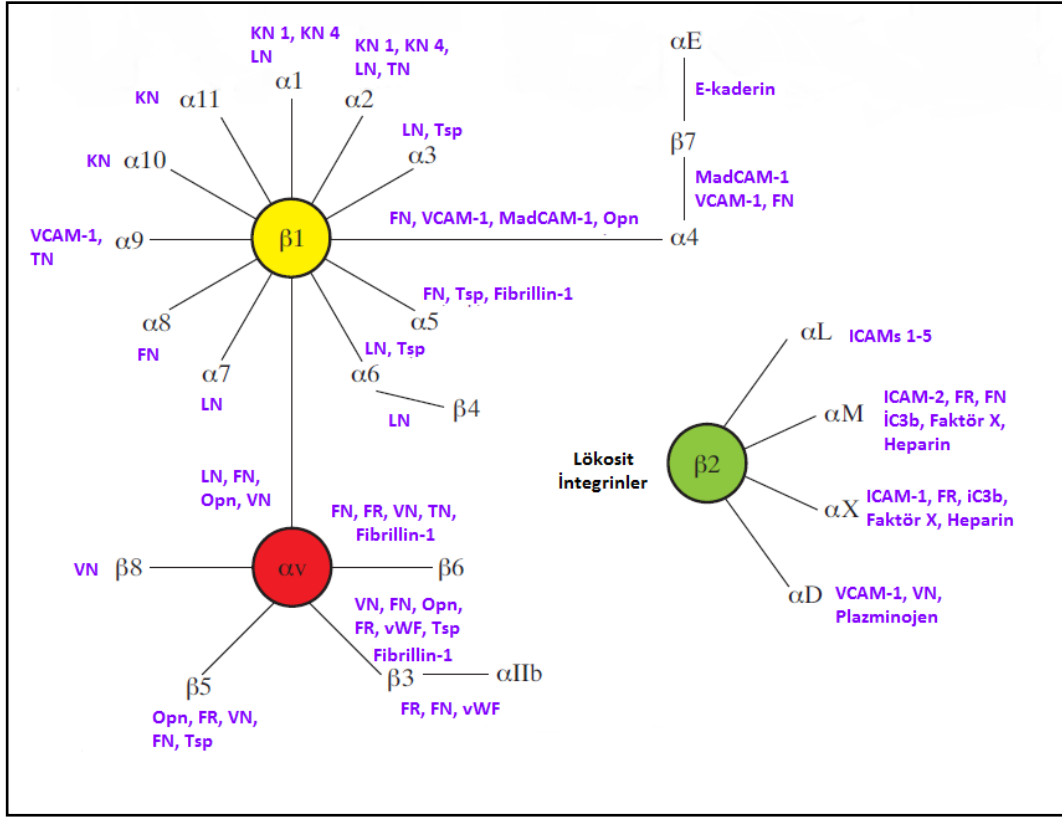 KN 1, KN 4
LN
α1
KN 1, KN 4,
LN, TN
α2
αE
E-kaderin
β7
MadCAM-1
VCAM-1, FN
α4
KN α11
LN, Tsp
α3
KN α10
FN, VCAM-1, MadCAM-1, Opn
VCAM-1,
TN
α9
β1
FN, Tsp, Fibrillin-1
α5
α8
FN
α7
LN
LN, Tsp
α6
LN
β4
αL ICAMs 1-5
αM
ICAM-2, FR, FN
İC3b, Faktör X,
Heparin
Lökosit
İntegrinler
β2
αX
ICAM-1, FR, iC3b,
Faktör X, Heparin
αD
VCAM-1, VN,
Plazminojen
LN, FN,
Opn, VN
FN, FR, VN, TN,
Fibrillin-1
VN β8
αv
β6
VN, FN, Opn,
FR, vWF, Tsp
Fibrillin-1
β3
αIIb
FR, FN, vWF
β5
Opn, FR, VN,
FN, Tsp